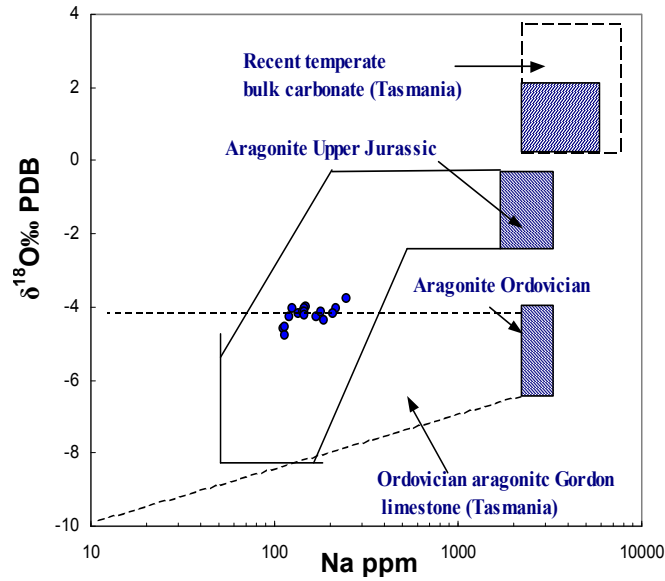 4
2
0
-2
-4
-6
-8
-10
δ¹⁸O‰ PDB
Recent temperate
bulk carbonate (Tasmania)
Aragonite Upper Jurassic
Aragonite Ordovician
Ordovician aragonitc Gordon
limestone (Tasmania)
10
100
1000
10000
Na ppm